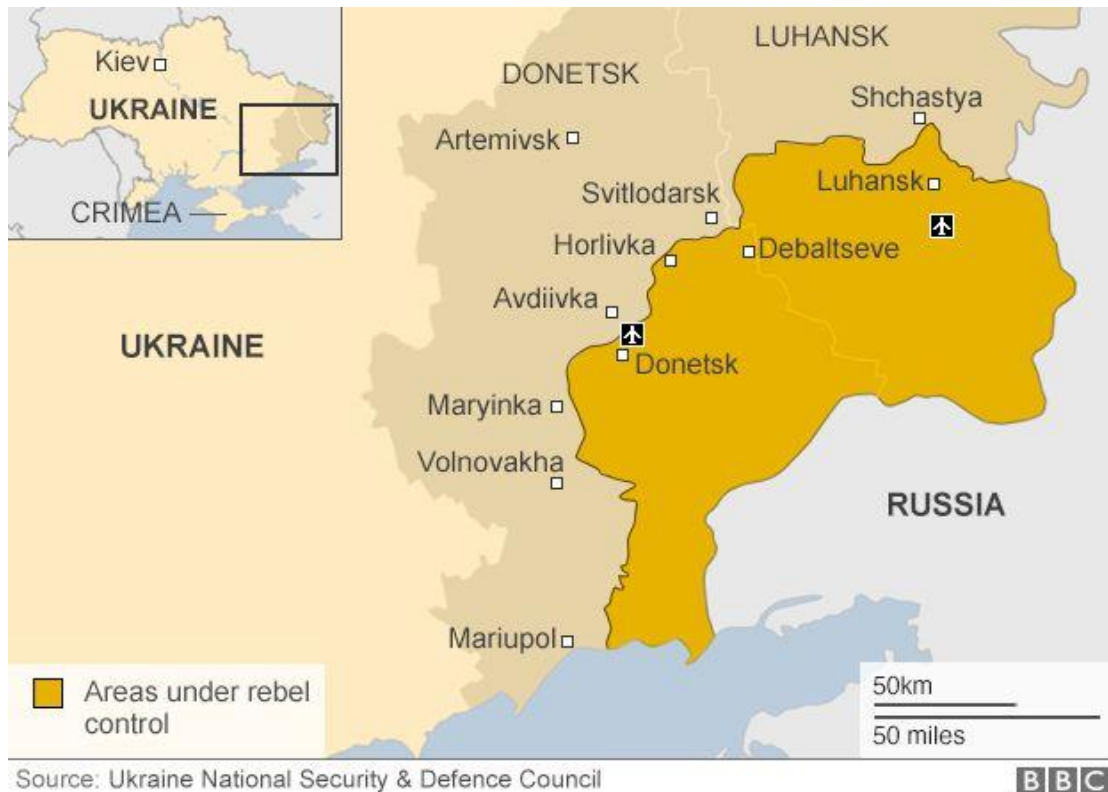 Kiev
UKRAINE
CRIMEA
LUHANSK
DONETSK
Shchastya
Artemivsk
Luhansk
Svitlodarsk
Horlivka
Debaltseve
Avdiivka
UKRAINE
Donetsk
Maryinka
Volnovakha
RUSSIA
Mariupol
Areas under rebel
control
50km
50 miles
Source: Ukraine National Security & Defence Council
BBC